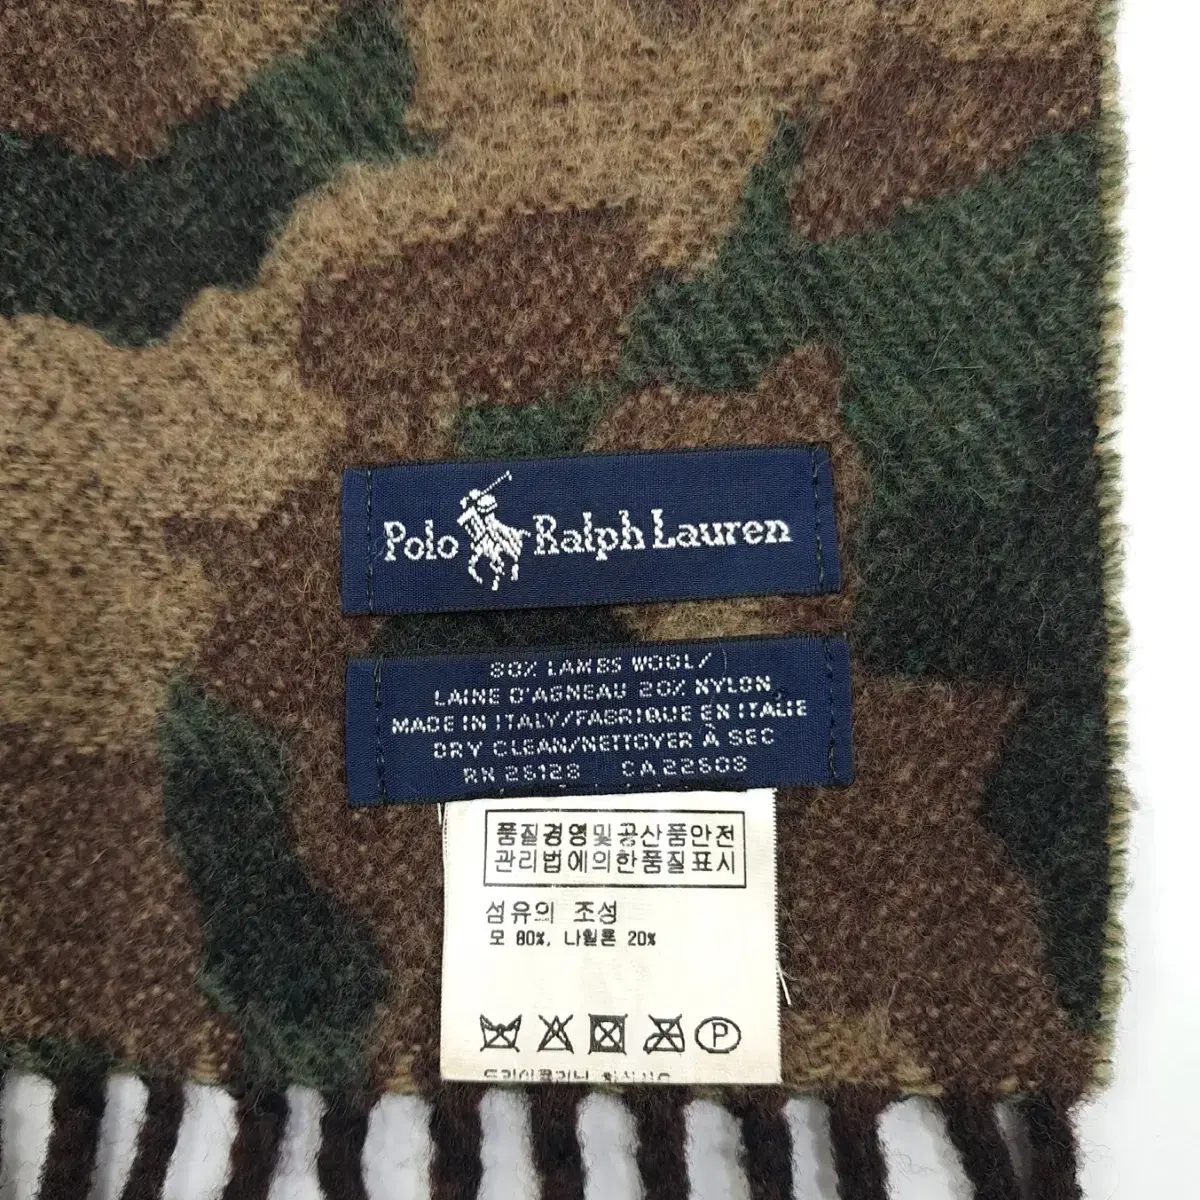 Polo Ralph Lauren
80% LAMBS WOOL/
LAINE D'AGNEAU 20% NYLON
MADE IN ITALY/FABRIQUE EN ITALIE
DRY CLEAN/NETTOYER À SEC
RN 26128 CA 22608
품질경영및공산품안전
관리법에의한품질표시
섬유의 조성
모 80%, 나일론 20%
P